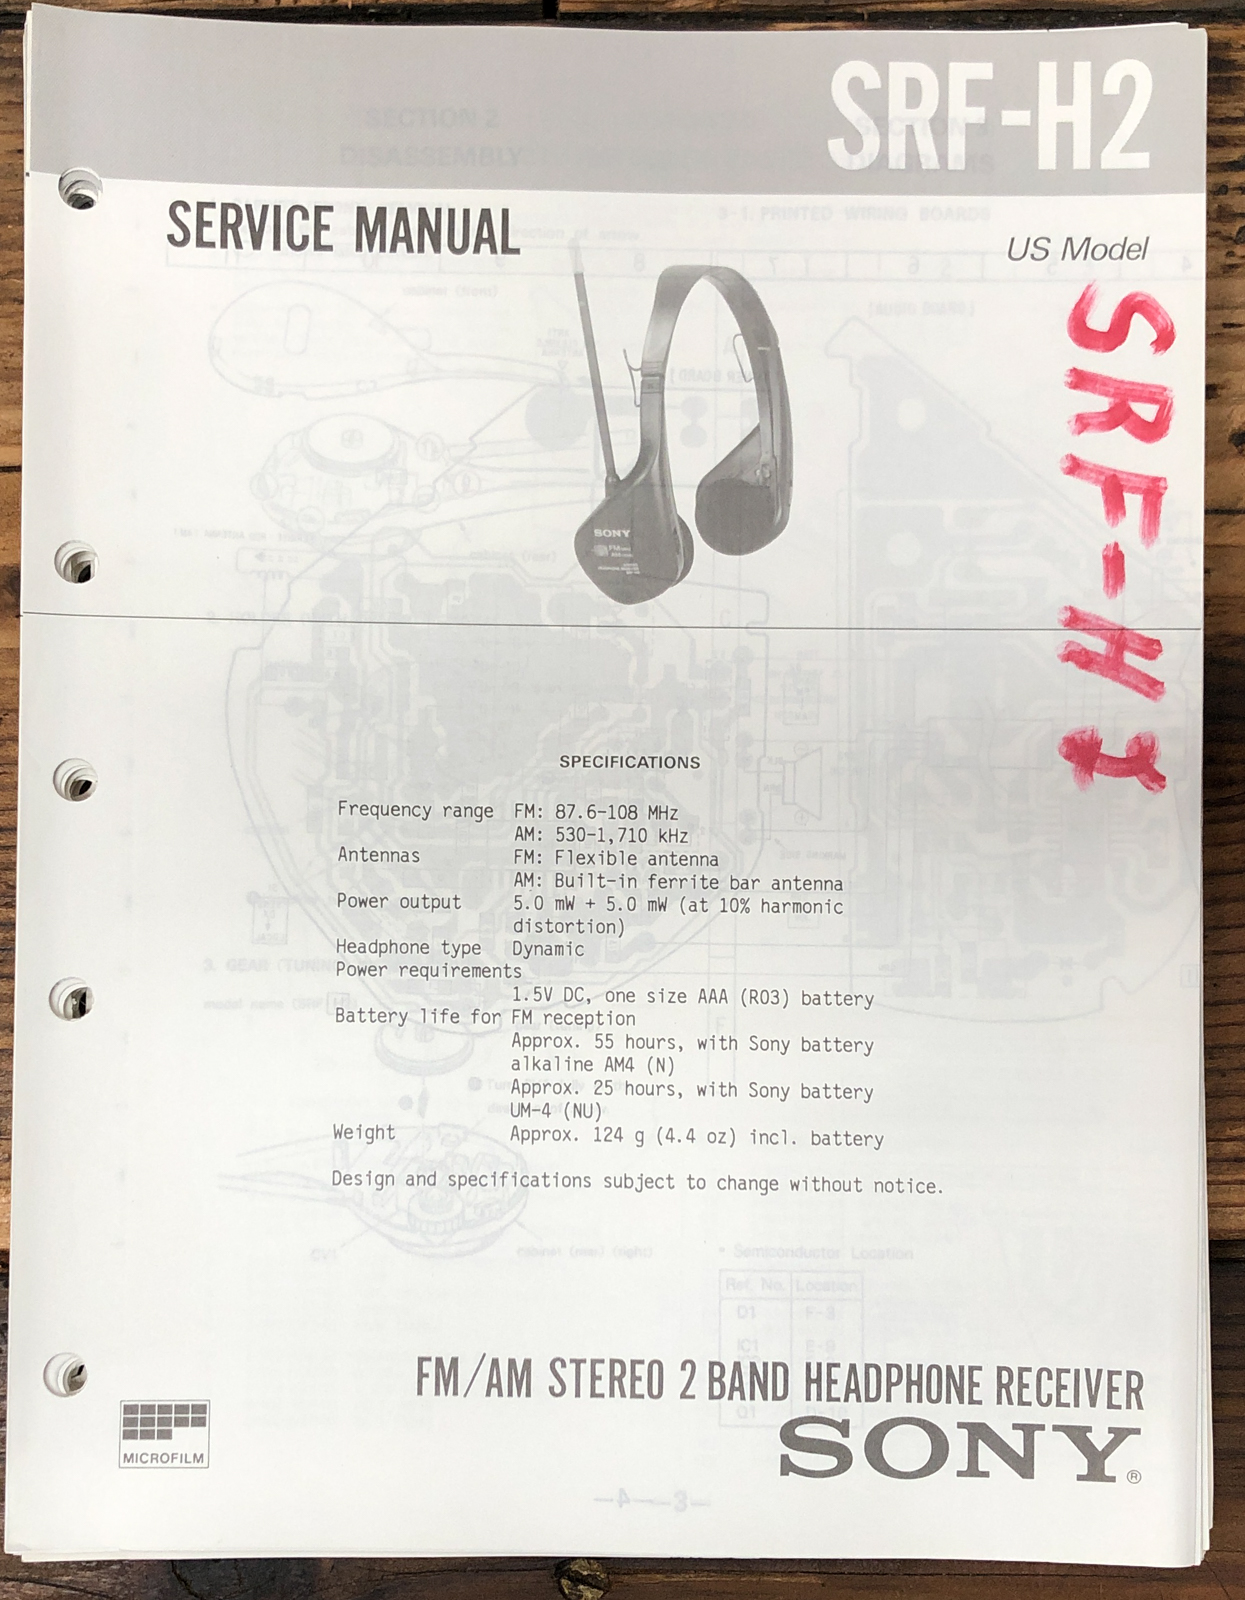 SRF-H2
SERVICE MANUAL
US Model
SRF-H2
SONY
FM
SPECIFICATIONS
Frequency range FM: 87.6-108 MHz
AM: 530-1,710 kHz
Antennas FM: Flexible antenna
AM: Built-in ferrite bar antenna
Power output 5.0 mW + 5.0 mW (at 10% harmonic
distortion)
Headphone type Dynamic
Power requirements
1.5V DC, one size AAA (R03) battery
Battery life for FM reception
Approx. 55 hours, with Sony battery
alkaline AM4 (N)
Approx. 25 hours, with Sony battery
UM-4 (NU)
Weight Approx. 124 g (4.4 oz) incl. battery
Design and specifications subject to change without notice.
FM/AM STEREO 2 BAND HEADPHONE RECEIVER
SONY®
MICROFILM